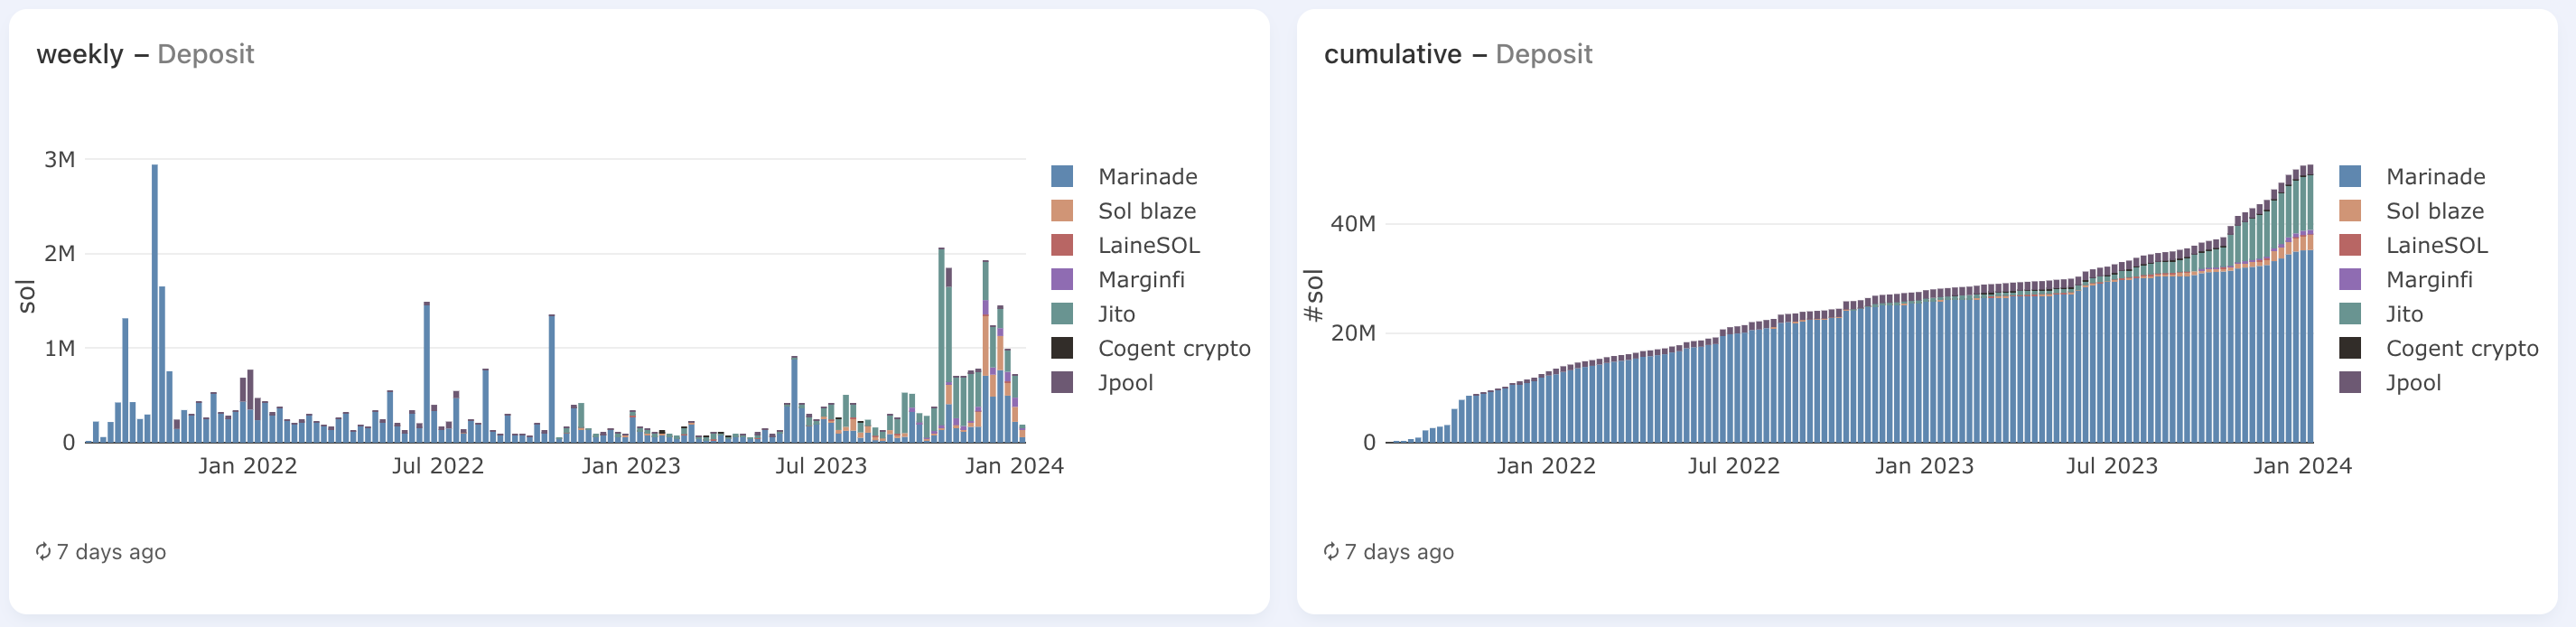 weekly – Deposit
3M
2M
1M
0
sol
Jan 2022
Jul 2022
Jan 2023
Jul 2023
Jan 2024
Marinade
Sol blaze
LaineSOL
Marginfi
Jito
Cogent crypto
Jpool
7 days ago
cumulative – Deposit
40M
20M
0
#sol
Jan 2022
Jul 2022
Jan 2023
Jul 2023
Jan 2024
Marinade
Sol blaze
LaineSOL
Marginfi
Jito
Cogent crypto
Jpool
7 days ago